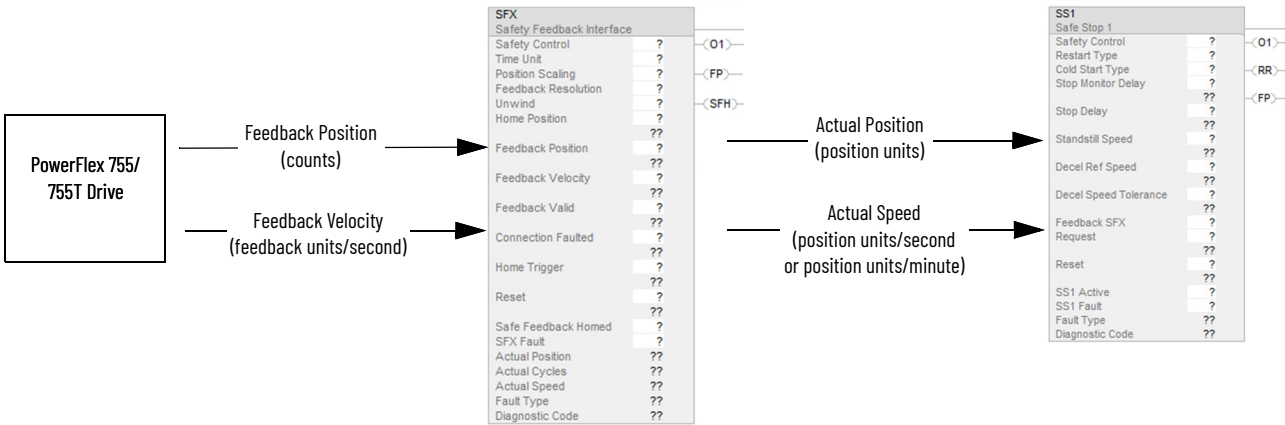 PowerFlex 755/
755T Drive
Feedback Position
(counts)
Feedback Velocity
(feedback units/second)
SFX
Safety Feedback Interface
Safety Control ?
Time Unit ?
Position Scaling ?
Feedback Resolution ?
Unwind ?
Home Position ?
??
Feedback Position ?
??
Feedback Velocity ?
??
Feedback Valid ?
??
Connection Faulted ?
??
Home Trigger ?
??
Reset ?
??
Safe Feedback Homed ?
SFX Fault ?
Actual Position ??
Actual Cycles ??
Actual Speed ??
Fault Type ??
Diagnostic Code ??
O1
FP
SFH
Actual Position
(position units)
Actual Speed
(position units/second
or position units/minute)
SS1
Safe Stop 1
Safety Control ?
Restart Type ?
Cold Start Type ?
Stop Monitor Delay ?
??
Stop Delay ?
??
Standstill Speed ?
??
Decel Ref Speed ?
??
Decel Speed Tolerance ?
??
Feedback SFX ?
Request ?
??
Reset ?
??
SS1 Active ?
SS1 Fault ?
Fault Type ??
Diagnostic Code ??
O1
RR
FP